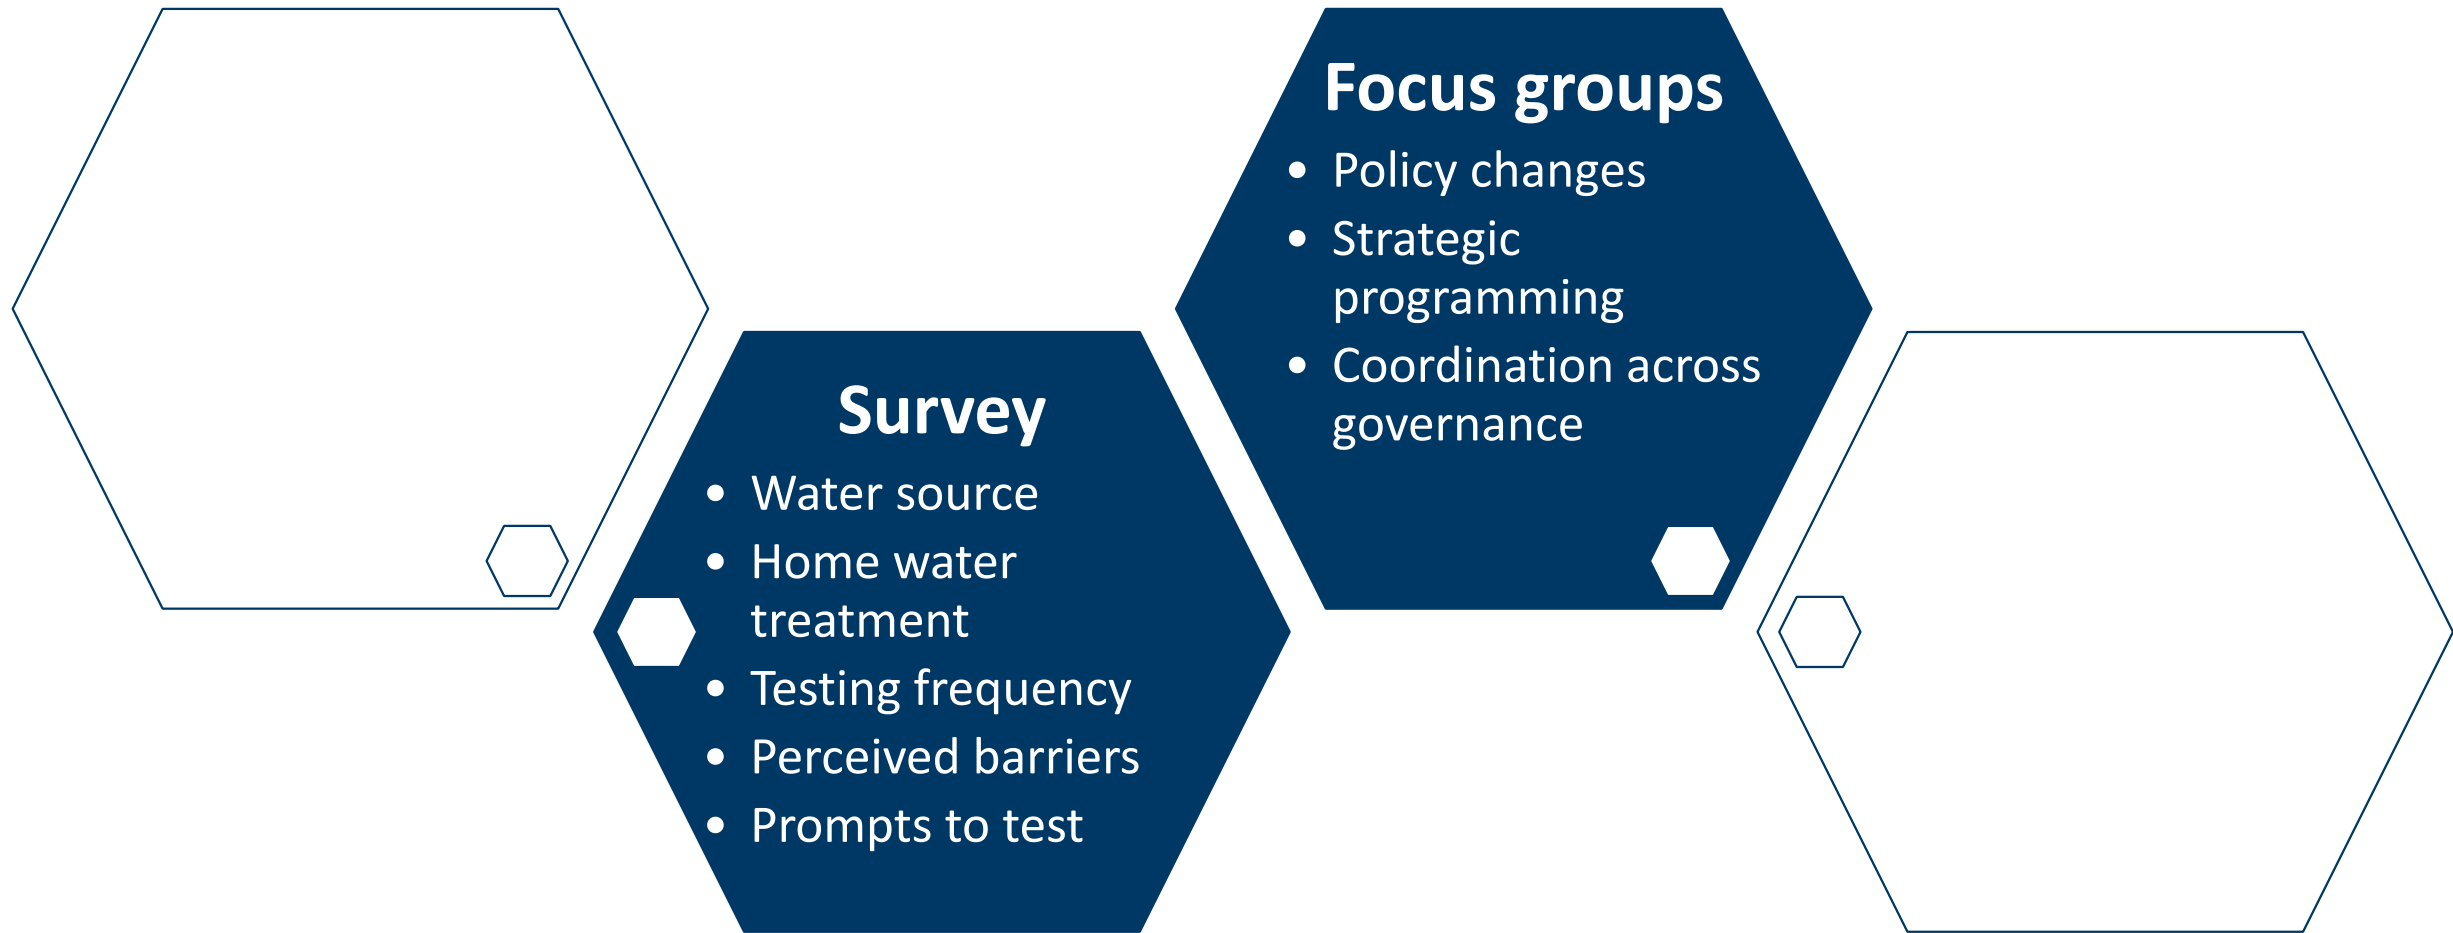 Survey
• Water source
• Home water
treatment
• Testing frequency
• Perceived barriers
• Prompts to test
Focus groups
• Policy changes
• Strategic
programming
• Coordination across
governance